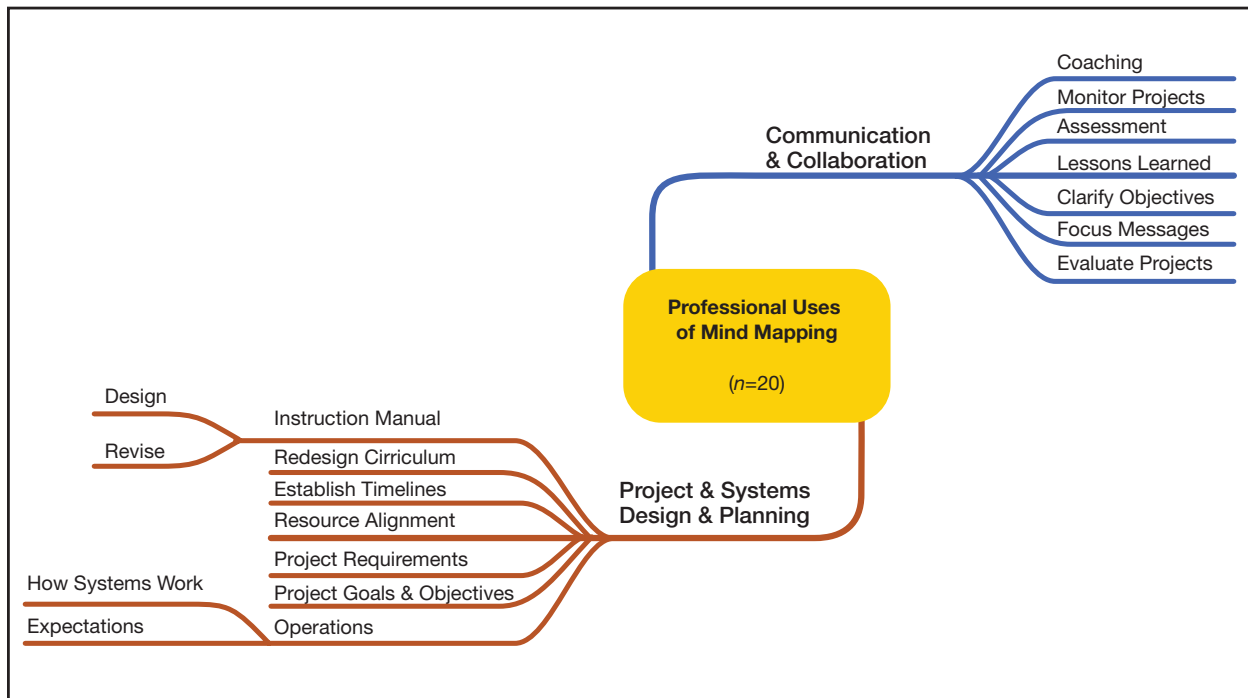 Coaching
Monitor Projects
Assessment
Lessons Learned
Clarify Objectives
Focus Messages
Evaluate Projects
Communication
& Collaboration
Professional Uses
of Mind Mapping
(n=20)
Project & Systems
Design & Planning
Instruction Manual
Redesign Cirriculum
Establish Timelines
Resource Alignment
Project Requirements
Project Goals & Objectives
Operations
Design
Revise
How Systems Work
Expectations